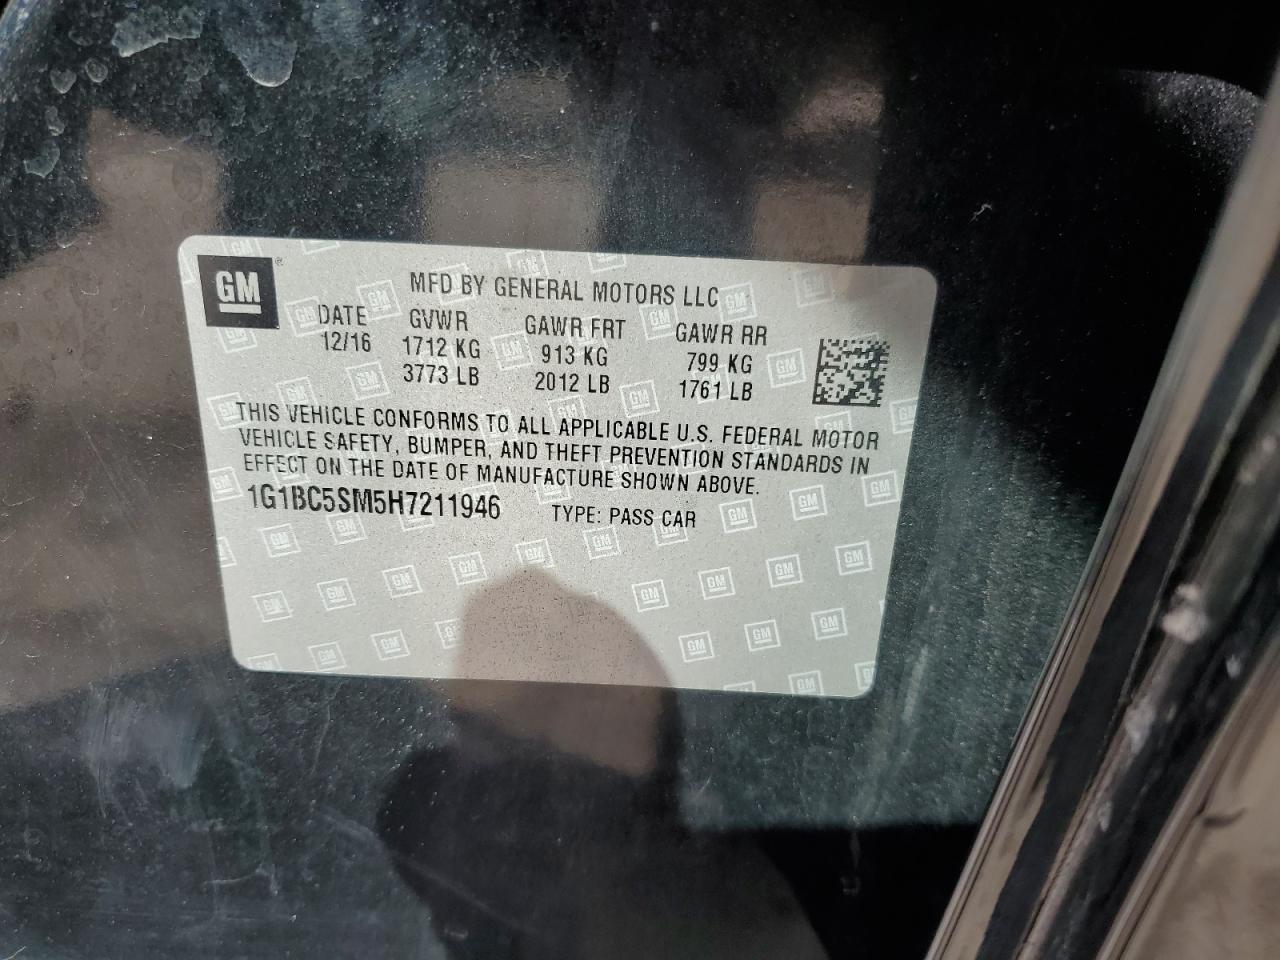 GM
MFD BY GENERAL MOTORS LLC
DATE GVWR GAWR FRT GAWR RR
12/16 1712 KG 913 KG 799 KG
3773 LB 2012 LB 1761 LB
THIS VEHICLE CONFORMS TO ALL APPLICABLE U.S. FEDERAL MOTOR
VEHICLE SAFETY, BUMPER, AND THEFT PREVENTION STANDARDS IN
EFFECT ON THE DATE OF MANUFACTURE SHOWN ABOVE.
1G1BC5SM5H7211946 TYPE: PASS CAR